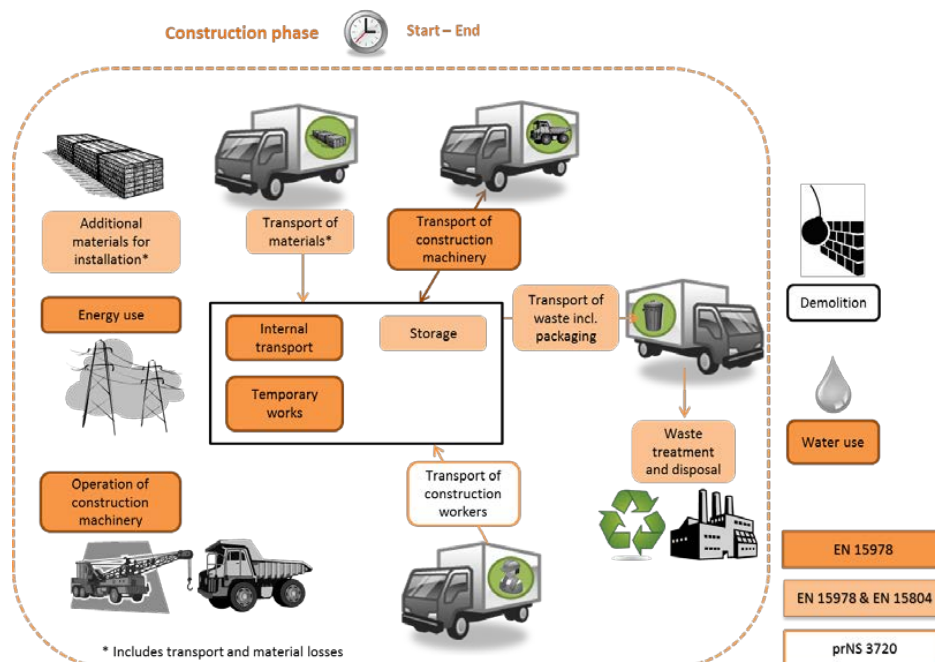 Construction phase
Start – End
Additional
materials for
installation*
Transport of
materials*
Transport of
construction
machinery
Energy use
Internal
transport
Storage
Transport of
waste incl.
packaging
Demolition
Temporary
works
Waste
treatment
and disposal
Water use
Operation of
construction
machinery
Transport of
construction
workers
EN 15978
EN 15978 & EN 15804
prNS 3720
* Includes transport and material losses